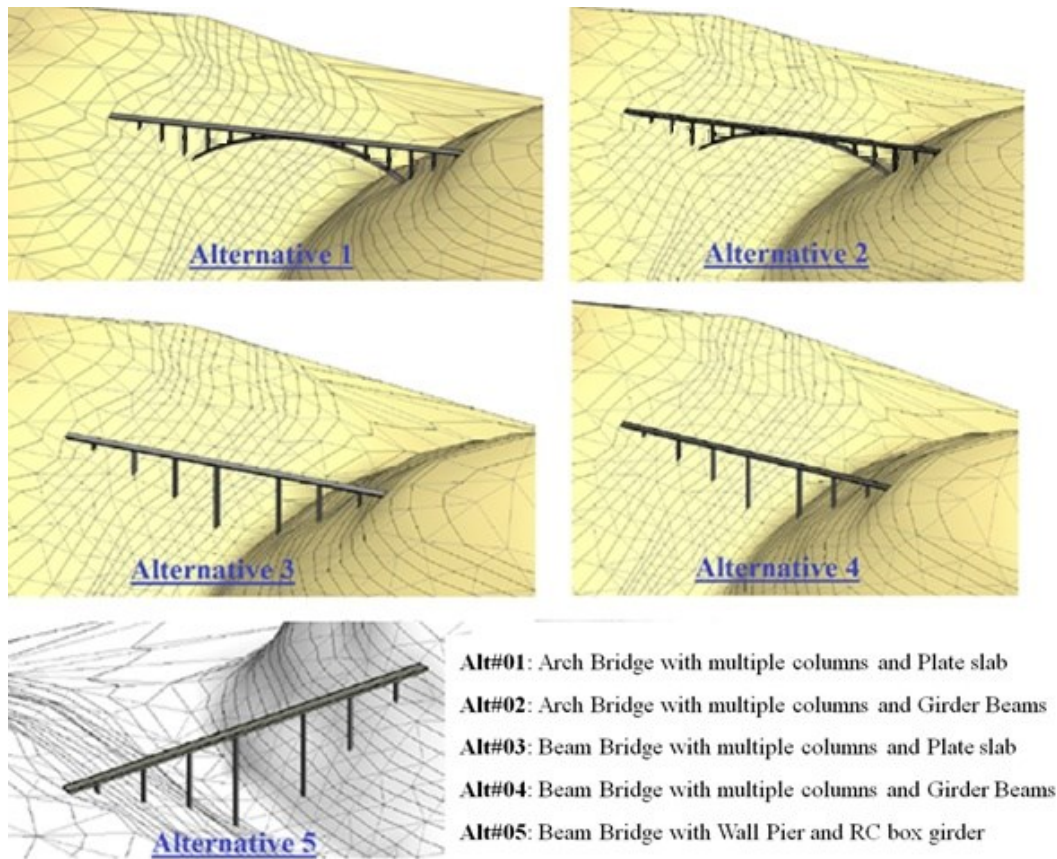 Alternative 1
Alternative 2
Alternative 3
Alternative 4
Alternative 5
Alt#01: Arch Bridge with multiple columns and Plate slab
Alt#02: Arch Bridge with multiple columns and Girder Beams
Alt#03: Beam Bridge with multiple columns and Plate slab
Alt#04: Beam Bridge with multiple columns and Girder Beams
Alt#05: Beam Bridge with Wall Pier and RC box girder